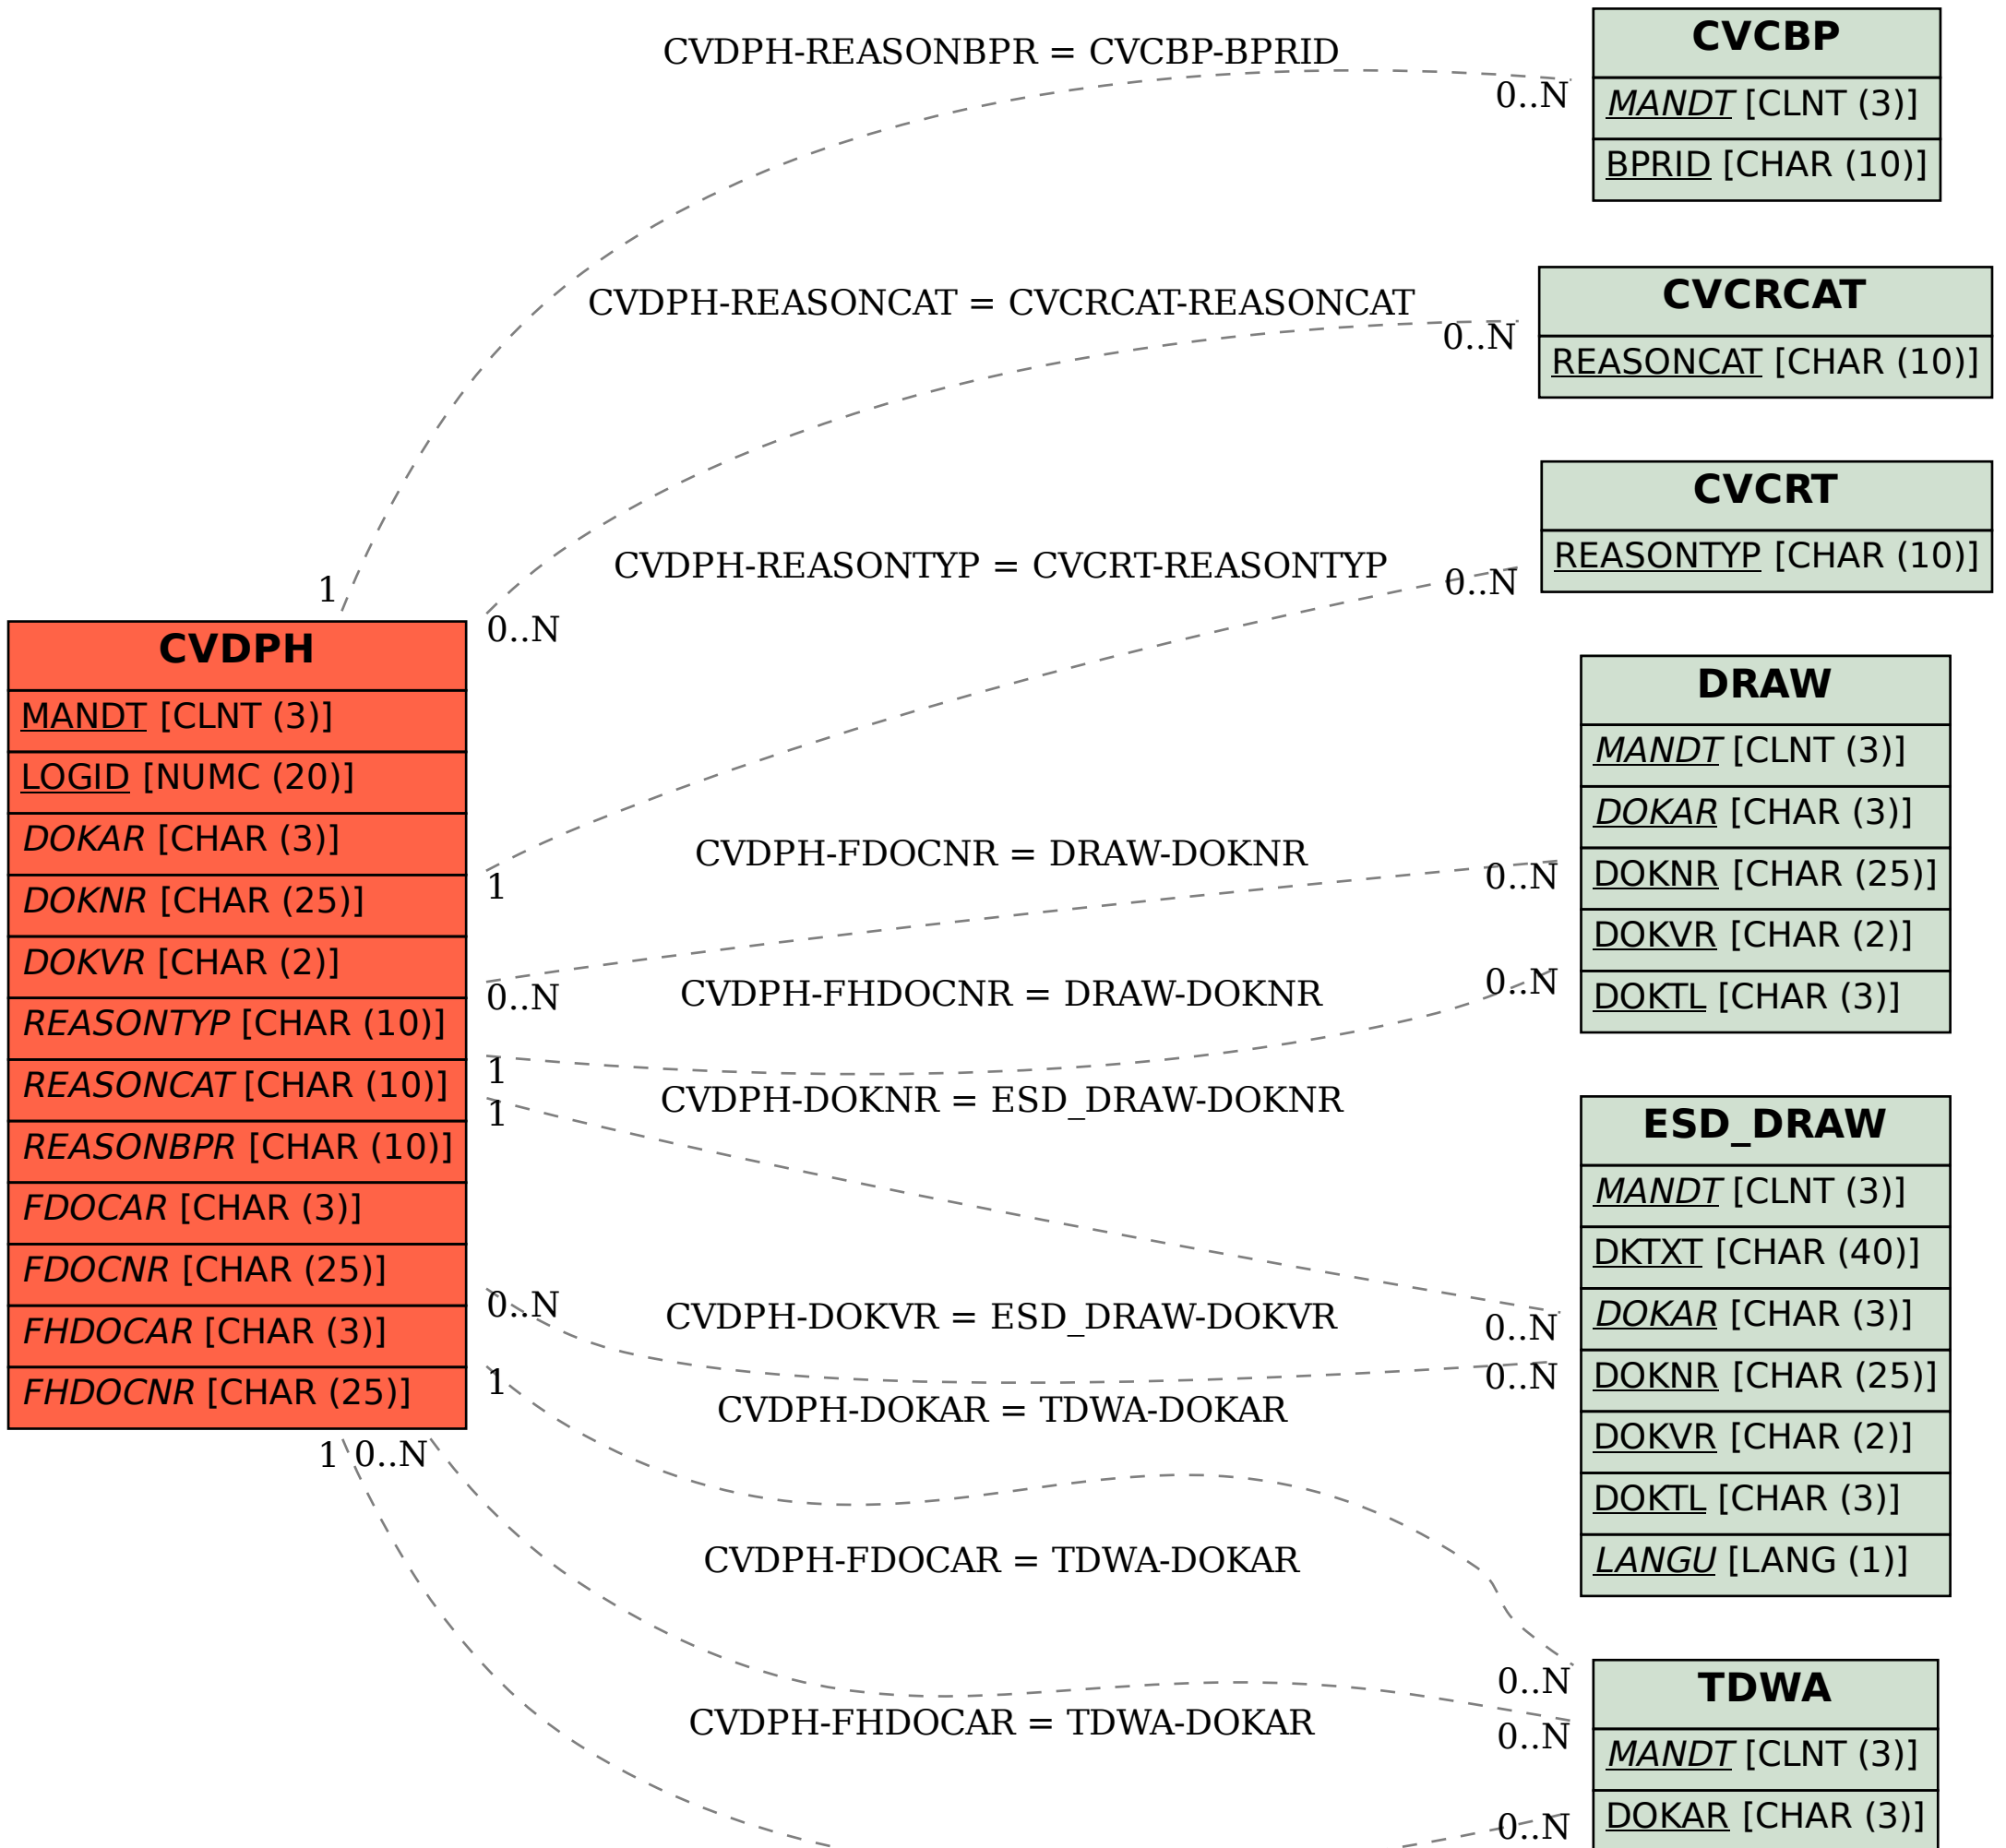 CVDPH-REASONBPR = CVCBP-BPRID
1
0..N
CVDPH-REASONCAT = CVCRCAT-REASONCAT
0..N
0..N
CVDPH-REASONTYP = CVCRT-REASONTYP
1
0..N
CVDPH-FDOCNR = DRAW-DOKNR
0..N
0..N
CVDPH-FHDOCNR = DRAW-DOKNR
1
0..N
CVDPH-DOKNR = ESD_DRAW-DOKNR
1
0..N
CVDPH-DOKVR = ESD_DRAW-DOKVR
0..N
0..N
CVDPH-DOKAR = TDWA-DOKAR
1
0..N
CVDPH-FDOCAR = TDWA-DOKAR
0..N
0..N
CVDPH-FHDOCAR = TDWA-DOKAR
1
0..N
CVDPH
MANDT [CLNT (3)]
LOGID [NUMC (20)]
DOKAR [CHAR (3)]
DOKNR [CHAR (25)]
DOKVR [CHAR (2)]
REASONTYP [CHAR (10)]
REASONCAT [CHAR (10)]
REASONBPR [CHAR (10)]
FDOCAR [CHAR (3)]
FDOCNR [CHAR (25)]
FHDOCAR [CHAR (3)]
FHDOCNR [CHAR (25)]
CVCBP
MANDT [CLNT (3)]
BPRID [CHAR (10)]
CVCRCAT
REASONCAT [CHAR (10)]
CVCRT
REASONTYP [CHAR (10)]
DRAW
MANDT [CLNT (3)]
DOKAR [CHAR (3)]
DOKNR [CHAR (25)]
DOKVR [CHAR (2)]
DOKTL [CHAR (3)]
ESD_DRAW
MANDT [CLNT (3)]
DKTXT [CHAR (40)]
DOKAR [CHAR (3)]
DOKNR [CHAR (25)]
DOKVR [CHAR (2)]
DOKTL [CHAR (3)]
LANGU [LANG (1)]
TDWA
MANDT [CLNT (3)]
DOKAR [CHAR (3)]